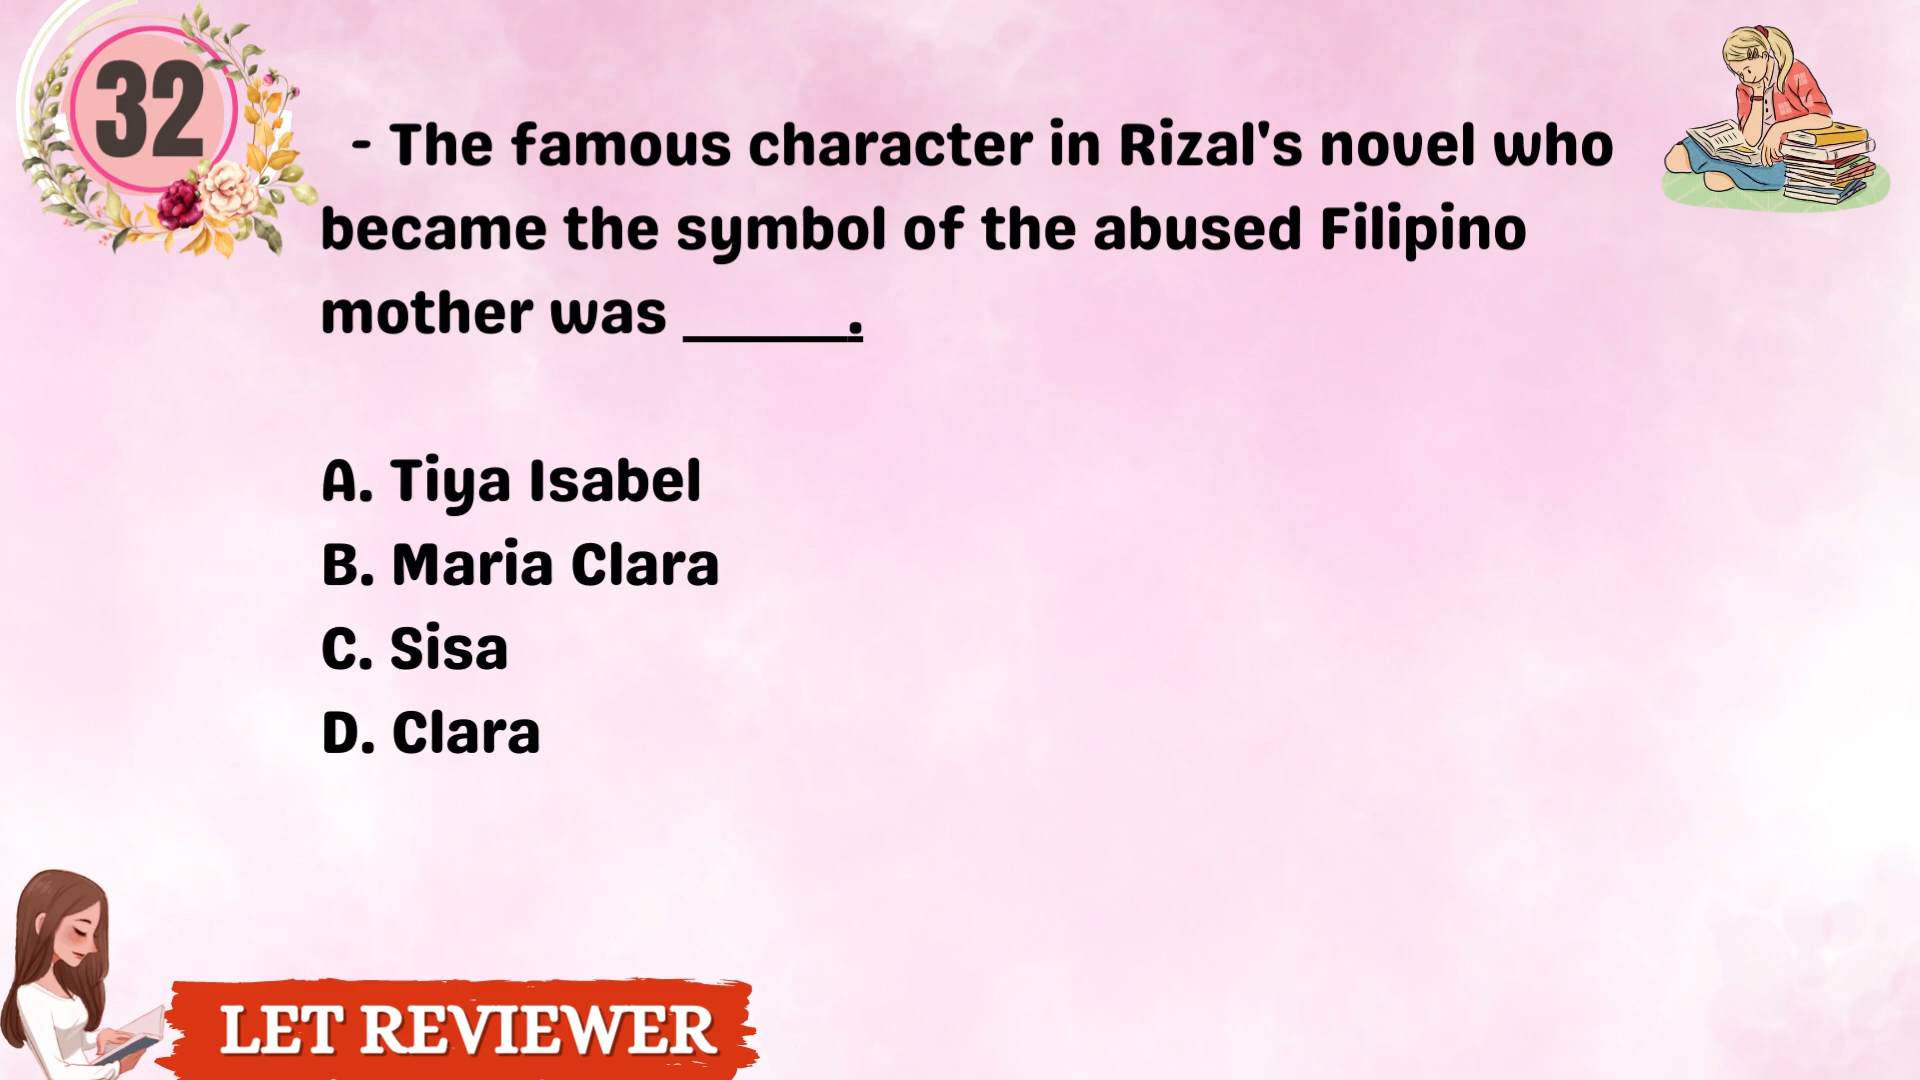 32
- The famous character in Rizal's novel who
became the symbol of the abused Filipino
mother was ______.
A. Tiya Isabel
B. Maria Clara
C. Sisa
D. Clara
LET REVIEWER